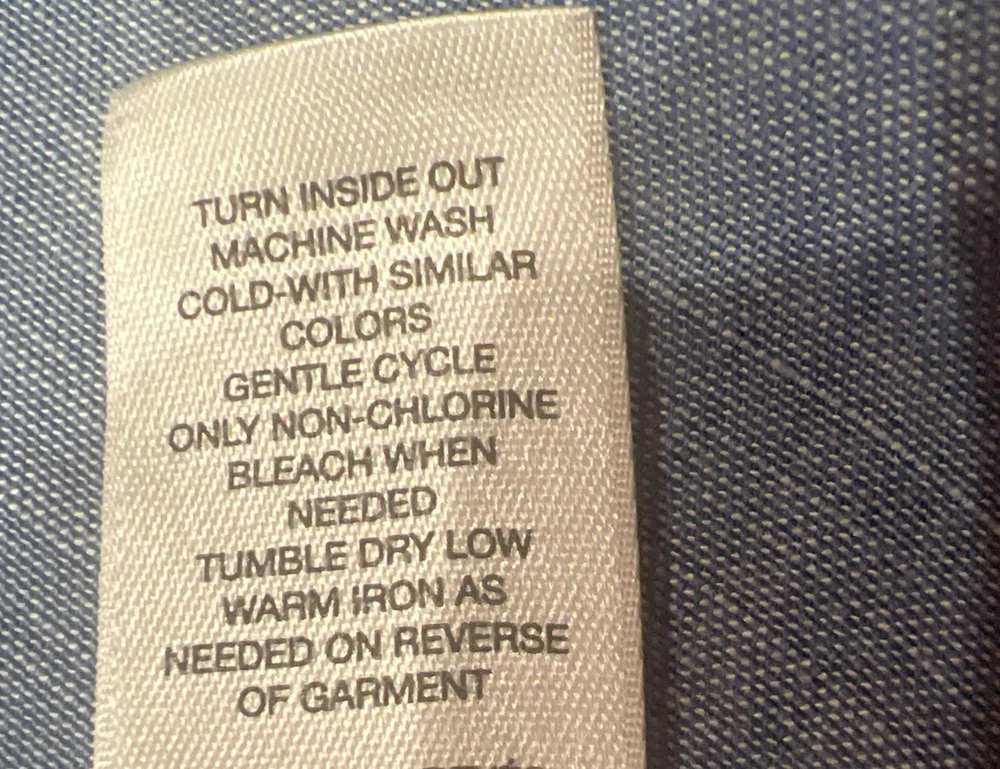 TURN INSIDE OUT
MACHINE WASH
COLD-WITH SIMILAR
COLORS
GENTLE CYCLE
ONLY NON-CHLORINE
BLEACH WHEN
NEEDED
TUMBLE DRY LOW
WARM IRON AS
NEEDED ON REVERSE
OF GARMENT